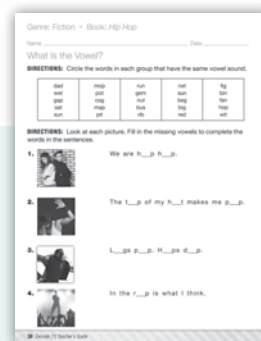 Genre: Fiction • Book: Hip Hop
Name Date
What Is the Vowel?
DIRECTIONS: Circle the words in each group that have the same vowel sound.
dad mop run net fig
wet pot gem sun bin
gap cog nut beg fan
sat map bus big hop
sun pit rib red wit
DIRECTIONS: Look at each picture. Fill in the missing vowels to complete the words in the sentences.
1. We are h__p h__p.
2. The t__p of my h__t makes me p__p.
3. L__gs p__p. H__ps d__p.
4. In the r__p is what I think.